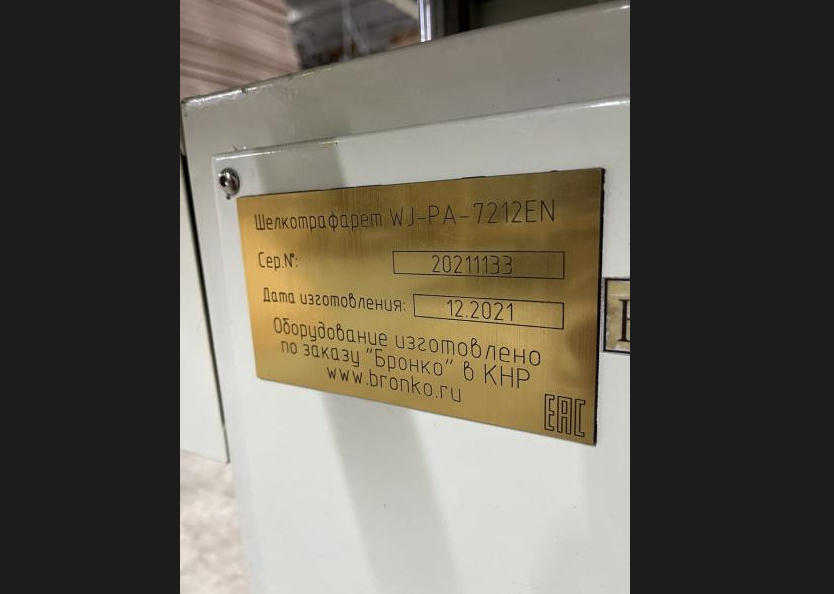 Шелкотрафарет WJ-PA-7212EN
Сер.№: 20211133
Дата изготовления: 12.2021
Оборудование изготовлено
по заказу "Бронко" в КНР
www.bronko.ru
EAC